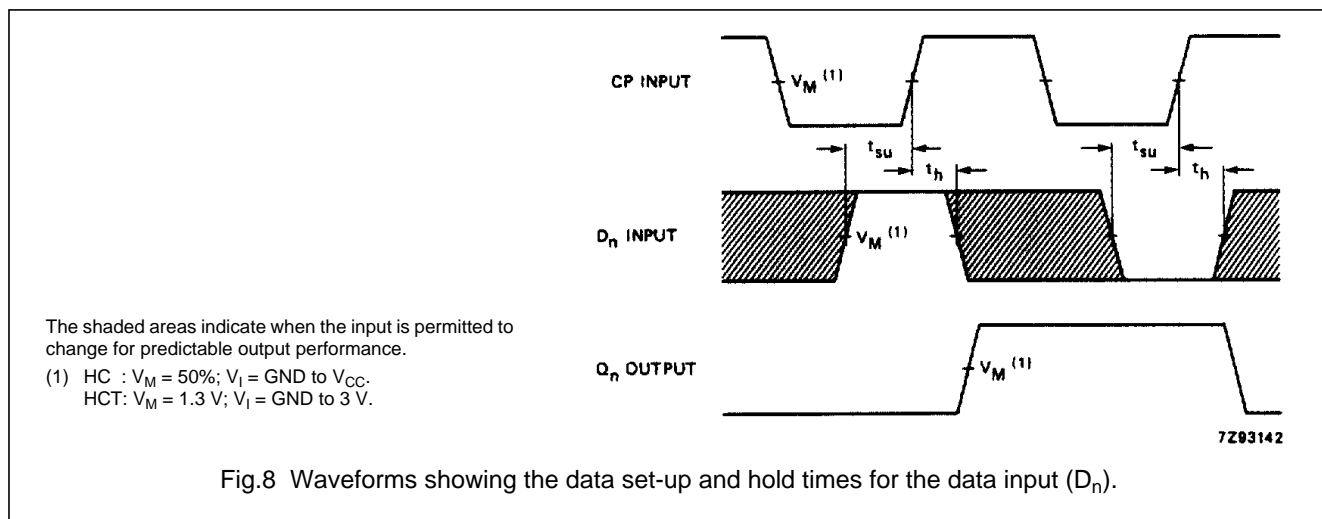 CP INPUT
V_M (1)
t_su
t_h
t_su
t_h
D_n INPUT
V_M (1)
Q_n OUTPUT
V_M (1)
7Z93142
The shaded areas indicate when the input is permitted to
change for predictable output performance.
(1) HC : V_M = 50%; V_I = GND to V_CC.
HCT: V_M = 1.3 V; V_I = GND to 3 V.
Fig.8 Waveforms showing the data set-up and hold times for the data input (D_n).